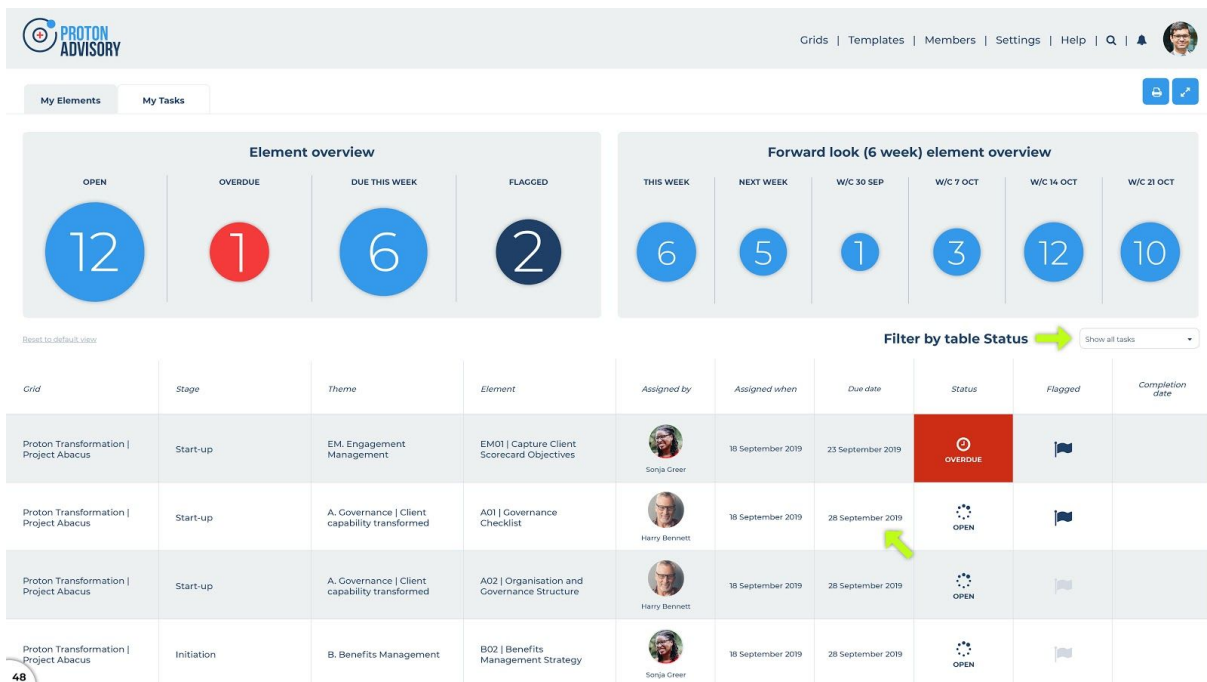 PROTON
ADVISORY
Grids | Templates | Members | Settings | Help |
My Elements My Tasks
Element overview
OPEN OVERDUE DUE THIS WEEK FLAGGED
12 1 6 2
Forward look (6 week) element overview
THIS WEEK NEXT WEEK W/C 30 SEP W/C 7 OCT W/C 14 OCT W/C 21 OCT
6 5 1 3 12 10
Reset to default view
Filter by table Status
Show all tasks
Grid Stage Theme Element Assigned by Assigned when Due date Status Flagged Completion
date
Proton Transformation |
Project Abacus
Start-up
EM. Engagement
Management
EM01 | Capture Client
Scorecard Objectives
Sonja Greer
18 September 2019
23 September 2019
OVERDUE
Proton Transformation |
Project Abacus
Start-up
A. Governance | Client
capability transformed
A01 | Governance
Checklist
Harry Bennett
18 September 2019
28 September 2019
OPEN
Proton Transformation |
Project Abacus
Start-up
A. Governance | Client
capability transformed
A02 | Organisation and
Governance Structure
Harry Bennett
18 September 2019
28 September 2019
OPEN
Proton Transformation |
Project Abacus
Initiation
B. Benefits Management
B02 | Benefits
Management Strategy
Sonja Greer
18 September 2019
28 September 2019
OPEN
48